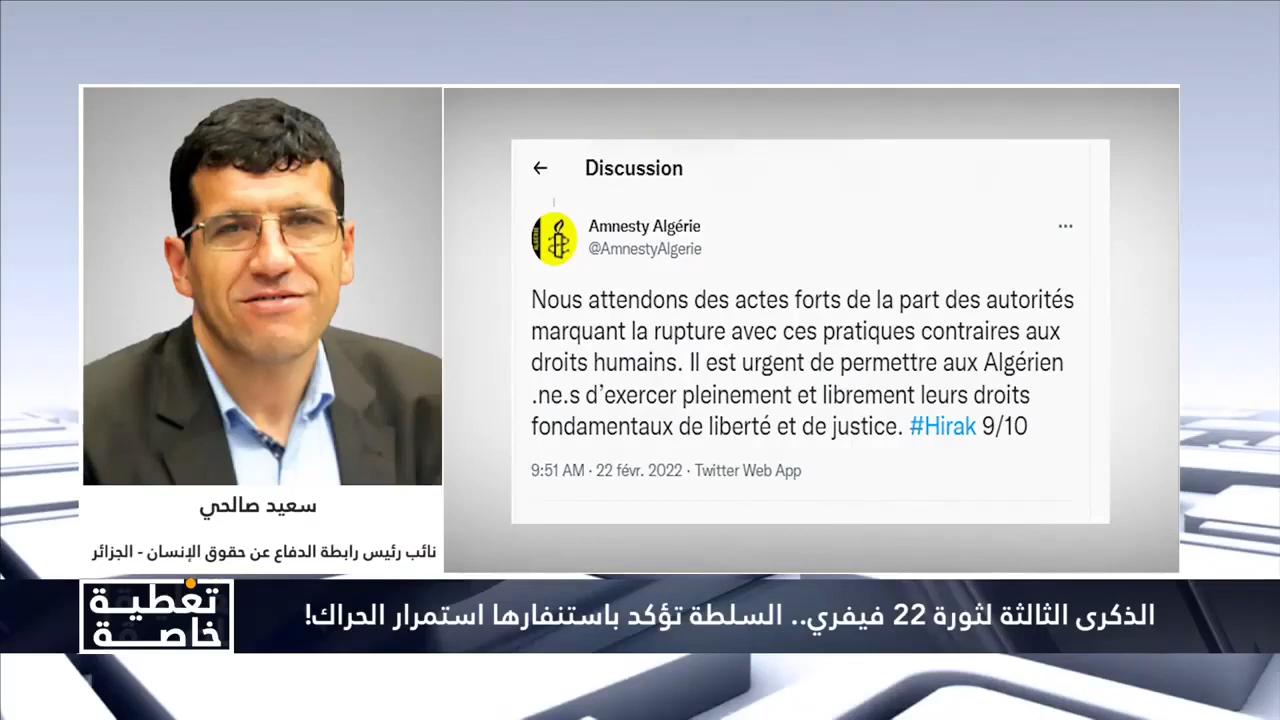 ← Discussion
Amnesty Algérie
@AmnestyAlgerie
Nous attendons des actes forts de la part des autorités
marquant la rupture avec ces pratiques contraires aux
droits humains. Il est urgent de permettre aux Algérien
.ne.s d’exercer pleinement et librement leurs droits
fondamentaux de liberté et de justice. #Hirak 9/10
9:51 AM · 22 févr. 2022 · Twitter Web App
سعيد صالحي
نائب رئيس رابطة الدفاع عن حقوق الإنسان - الجزائر
الذكرى الثالثة لثورة 22 فيفري.. السلطة تؤكد باستنفارها استمرار الحراك!
تغطية
خاصة